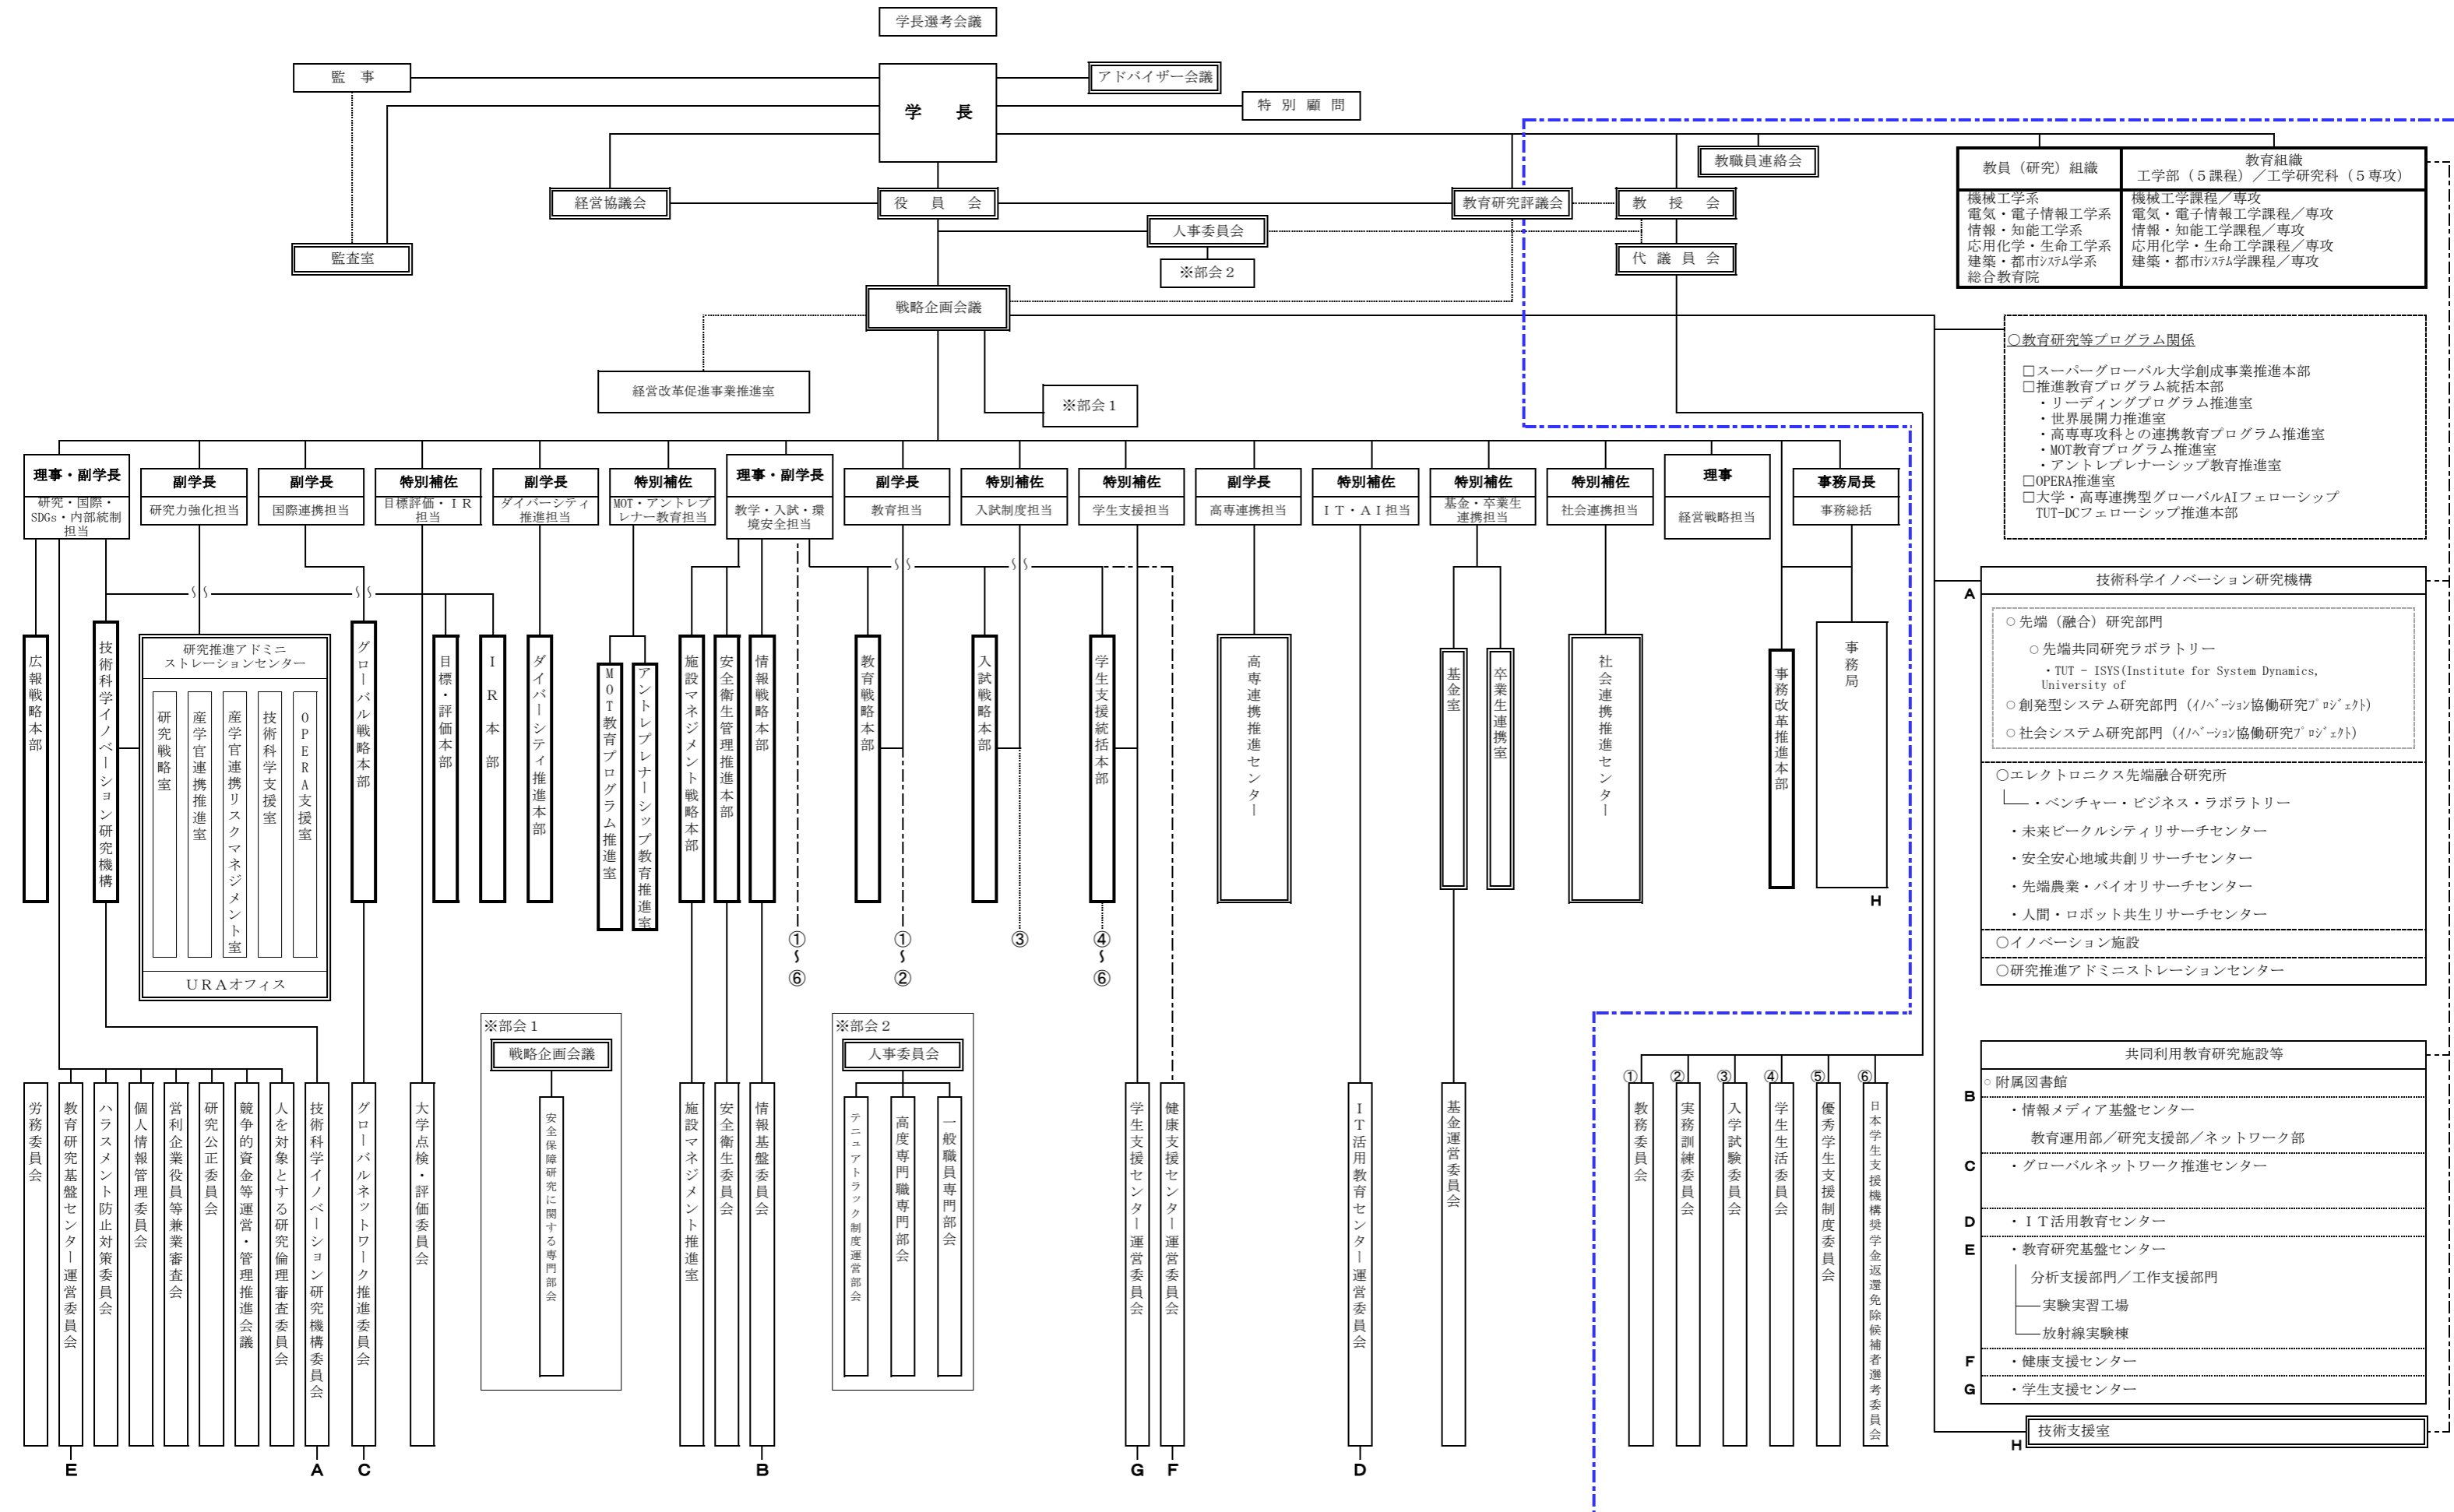 学長選考会議
監　事
学　長
アドバイザー会議
特 別 顧 問
教職員連絡会
経営協議会
役　員　会
教育研究評議会
教　授　会
人事委員会
※部会２
監査室
代 議 員 会
戦略企画会議
経営改革促進事業推進室
※部会１
教員（研究）組織
機械工学系
電気・電子情報工学系
情報・知能工学系
応用化学・生命工学系
建築・都市ｼｽﾃﾑ学系
総合教育院
教育組織
工学部（５課程）／工学研究科（５専攻）
機械工学課程／専攻
電気・電子情報工学課程／専攻
情報・知能工学課程／専攻
応用化学・生命工学課程／専攻
建築・都市ｼｽﾃﾑ学課程／専攻
○教育研究等プログラム関係
□スーパーグローバル大学創成事業推進本部
□推進教育プログラム統括本部
・リーディングプログラム推進室
・世界展開力推進室
・高専専攻科との連携教育プログラム推進室
・MOT教育プログラム推進室
・アントレプレナーシップ教育推進室
□OPERA推進室
□大学・高専連携型グローバルAIフェローシップ
TUT-DCフェローシップ推進本部
理事・副学長
研究・国際・
SDGs・内部統制
担当
副学長
研究力強化担当
副学長
国際連携担当
特別補佐
目標評価・ＩＲ
担当
副学長
ダイバーシティ
推進担当
特別補佐
MOT・アントレプ
レナー教育担当
理事・副学長
教学・入試・環
境安全担当
副学長
教育担当
特別補佐
入試制度担当
特別補佐
学生支援担当
副学長
高専連携担当
特別補佐
ＩＴ・ＡＩ担当
特別補佐
基金・卒業生
連携担当
特別補佐
社会連携担当
理事
経営戦略担当
事務局長
事務総括
広報戦略本部
技術科学イノベーション研究機構
研究推進アドミニ
ストレーションセンター
研究戦略室
産学官連携推進室
産学官連携リスクマネジメント室
技術科学支援室
ＯＰＥＲＡ支援室
ＵＲＡオフィス
グローバル戦略本部
目標・評価本部
ＩＲ本部
ダイバーシティ推進本部
ＭＯＴ教育プログラム推進室
アントレプレナーシップ教育推進室
施設マネジメント戦略本部
安全衛生管理推進本部
情報戦略本部
教育戦略本部
入試戦略本部
学生支援統括本部
高専連携推進センター
基金室
卒業生連携室
社会連携推進センター
事務改革推進本部
事務局
H
①～⑥
①～②
③
④～⑥
A
技術科学イノベーション研究機構
○先端（融合）研究部門
○先端共同研究ラボラトリー
・TUT - ISYS(Institute for System Dynamics,
University of
○創発型システム研究部門（ｲﾉﾍﾞｰｼｮﾝ協働研究ﾌﾟﾛｼﾞｪｸﾄ）
○社会システム研究部門（ｲﾉﾍﾞｰｼｮﾝ協働研究ﾌﾟﾛｼﾞｪｸﾄ）
○エレクトロニクス先端融合研究所
・ベンチャー・ビジネス・ラボラトリー
・未来ビークルシティリサーチセンター
・安全安心地域共創リサーチセンター
・先端農業・バイオリサーチセンター
・人間・ロボット共生リサーチセンター
○イノベーション施設
○研究推進アドミニストレーションセンター
※部会１
戦略企画会議
安全保障研究に関する専門部会
※部会２
人事委員会
テニュアトラック制度運営部会
高度専門職専門部会
一般職員専門部会
労務委員会
教育研究基盤センター運営委員会
ハラスメント防止対策委員会
個人情報管理委員会
営利企業役員等兼業審査会
研究公正委員会
競争的資金等運営・管理推進会議
人を対象とする研究倫理審査委員会
技術科学イノベーション研究機構委員会
グローバルネットワーク推進委員会
大学点検・評価委員会
施設マネジメント推進室
安全衛生委員会
情報基盤委員会
学生支援センター運営委員会
健康支援センター運営委員会
ＩＴ活用教育センター運営委員会
基金運営委員会
①
教務委員会
②
実務訓練委員会
③
入学試験委員会
④
学生生活委員会
⑤
優秀学生支援制度委員会
⑥
日本学生支援機構奨学金返還免除候補者選考委員会
E
A
C
B
G
F
D
共同利用教育研究施設等
○附属図書館
B
・情報メディア基盤センター
教育運用部／研究支援部／ネットワーク部
C
・グローバルネットワーク推進センター
D
・ＩＴ活用教育センター
E
・教育研究基盤センター
分析支援部門／工作支援部門
実験実習工場
放射線実験棟
F
・健康支援センター
G
・学生支援センター
H
技術支援室